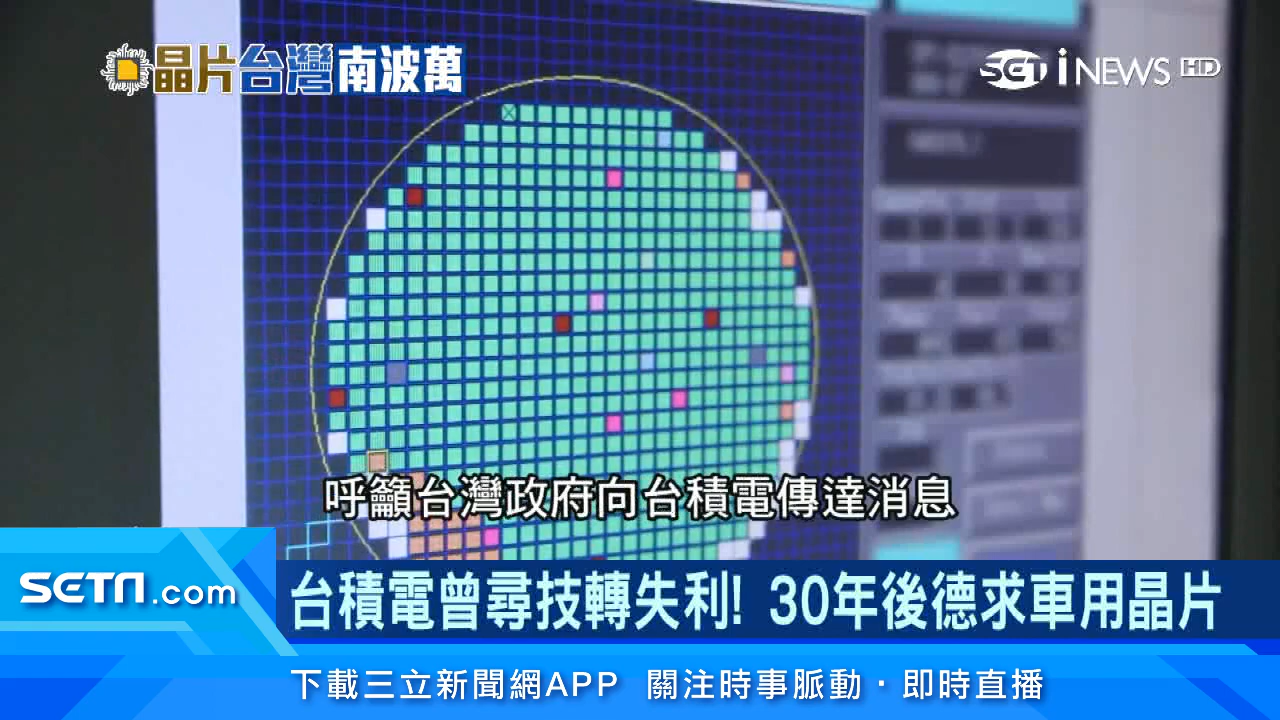 晶片台灣南波萬
SETiNEWS HD
呼籲台灣政府向台積電傳達消息
SETN.com
台積電曾尋技轉失利! 30年後德求車用晶片
下載三立新聞網APP 關注時事脈動·即時直播